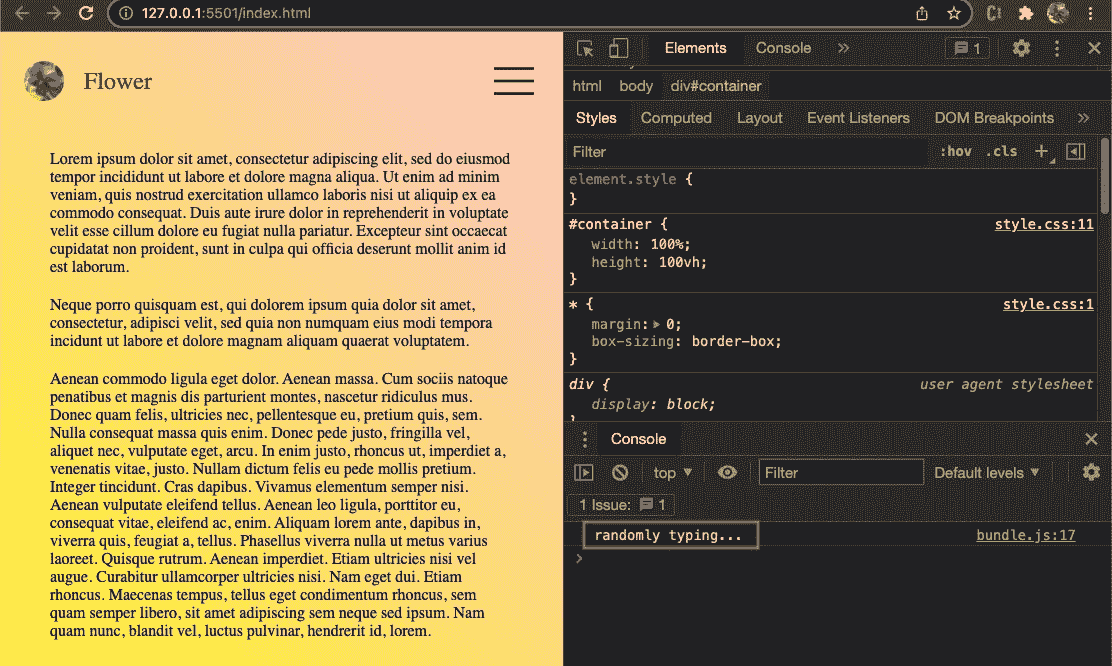 127.0.0.1:5501/index.html
Flower
Lorem ipsum dolor sit amet, consectetur adipiscing elit, sed do eiusmod
tempor incididunt ut labore et dolore magna aliqua. Ut enim ad minim
veniam, quis nostrud exercitation ullamco laboris nisi ut aliquip ex ea
commodo consequat. Duis aute irure dolor in reprehenderit in voluptate
velit esse cillum dolore eu fugiat nulla pariatur. Excepteur sint occaecat
cupidatat non proident, sunt in culpa qui officia deserunt mollit anim id
est laborum.
Neque porro quisquam est, qui dolorem ipsum quia dolor sit amet,
consectetur, adipisci velit, sed quia non numquam eius modi tempora
incidunt ut labore et dolore magnam aliquam quaerat voluptatem.
Aenean commodo ligula eget dolor. Aenean massa. Cum sociis natoque
penatibus et magnis dis parturient montes, nascetur ridiculus mus.
Donec quam felis, ultricies nec, pellentesque eu, pretium quis, sem.
Nulla consequat massa quis enim. Donec pede justo, fringilla vel,
aliquet nec, vulputate eget, arcu. In enim justo, rhoncus ut, imperdiet a,
venenatis vitae, justo. Nullam dictum felis eu pede mollis pretium.
Integer tincidunt. Cras dapibus. Vivamus elenentum semper nisi.
Aenean vulputate eleifend tellus. Aenean leo ligula, porttitor eu,
consequat vitae, eleifend ac, enim. Aliquam lorem ante, dapibus in,
viverra quis, feugiat a, tellus. Phasellus viverra nulla ut metus varius
laoreet. Quisque rutrum. Aenean imperdiet. Etiam ultricies nisi vel
augue. Curabitur ullamcorper ultricies nisi. Nam eget dui. Etiam
rhoncus. Maecenas tempus, tellus eget condimentum rhoncus, sem
quam semper libero, sit amet adipiscing sem neque sed ipsum. Nam
quam nunc, blandit vel, luctus pulvinar, hendrerit id, lorem.
Elements Console » 1
html body div#container
Styles Computed Layout Event Listeners DOM Breakpoints »
Filter :hov .cls +
element.style {
}
#container { style.css:11
width: 100%;
height: 100vh;
}
* { style.css:1
margin: 0;
box-sizing: border-box;
}
div { user agent stylesheet
display: block;
Console
top Filter Default levels
1 Issue: 1
randomly typing... bundle.js:17
>